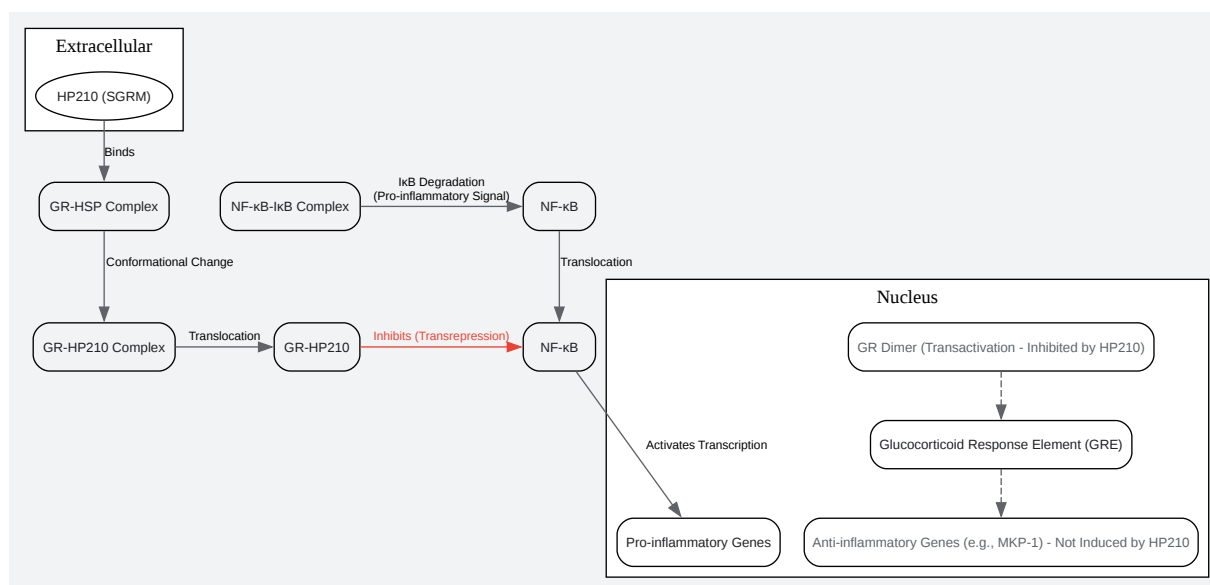 Extracellular
HP210 (SGRM)
Binds
GR-HSP Complex
NF-κB-IκB Complex
IκB Degradation
(Pro-inflammatory Signal)
NF-κB
Conformational Change
Translocation
Nucleus
GR-HP210 Complex
Translocation
GR-HP210
Inhibits (Transrepression)
NF-κB
GR Dimer (Transactivation - Inhibited by HP210)
Activates Transcription
Glucocorticoid Response Element (GRE)
Pro-inflammatory Genes
Anti-inflammatory Genes (e.g., MKP-1) - Not Induced by HP210